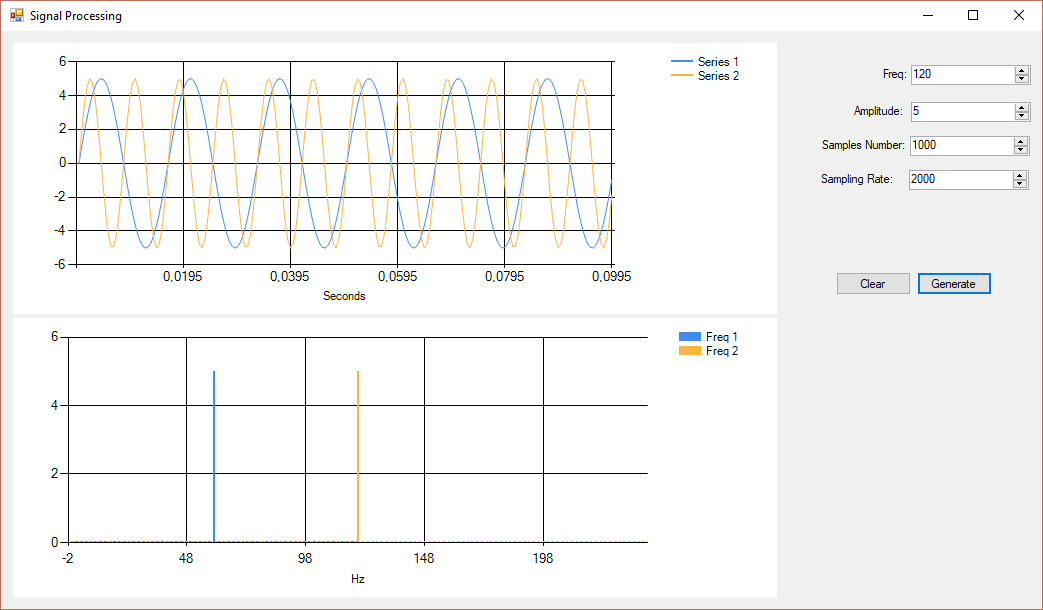 Signal Processing
6
4
2
0
-2
-4
-6
0,0195 0,0395 0,0595 0,0795 0,0995
Seconds
Series 1
Series 2
Freq: 120
Amplitude: 5
Samples Number: 1000
Sampling Rate: 2000
Clear Generate
6
4
2
0
-2 48 98 148 198
Hz
Freq 1
Freq 2